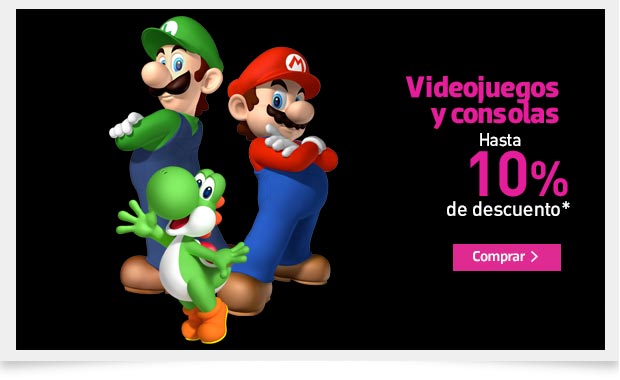 Videojuegos
y consolas
Hasta
10%
de descuento*
Comprar >
M
L